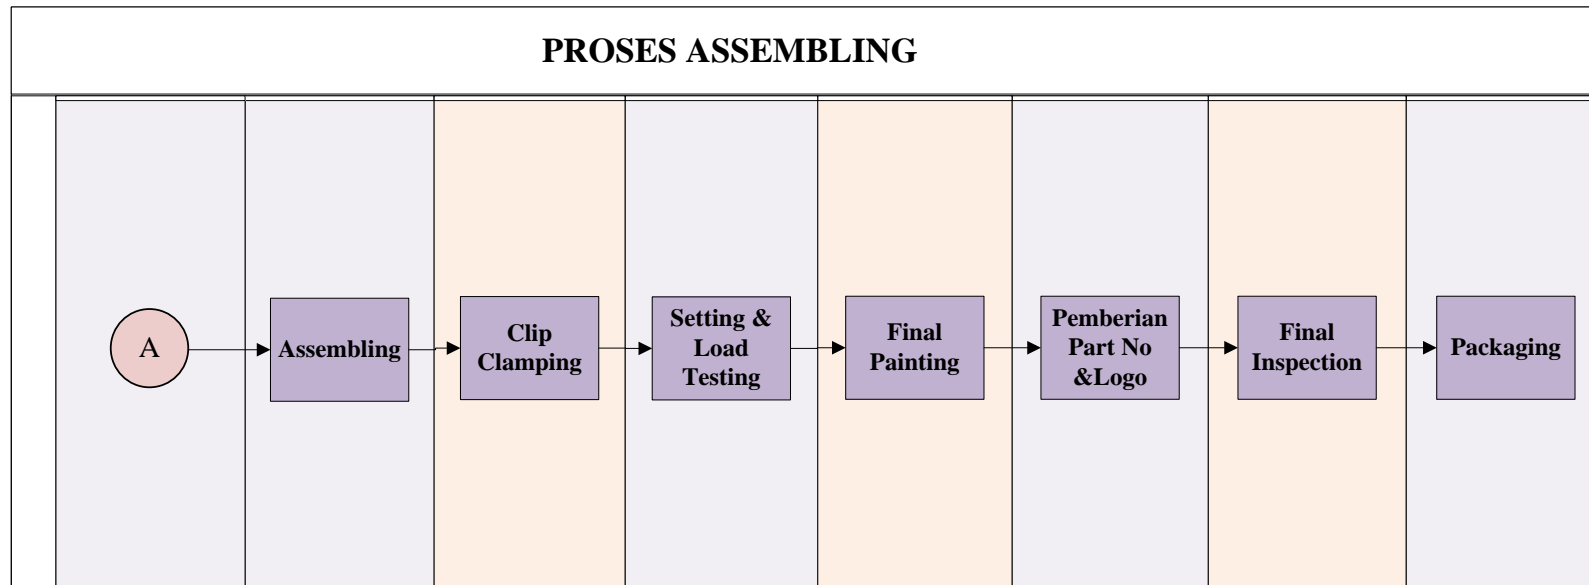 PROSES ASSEMBLING
A
Assembling
Clip
Clamping
Setting &
Load
Testing
Final
Painting
Pemberian
Part No
&Logo
Final
Inspection
Packaging